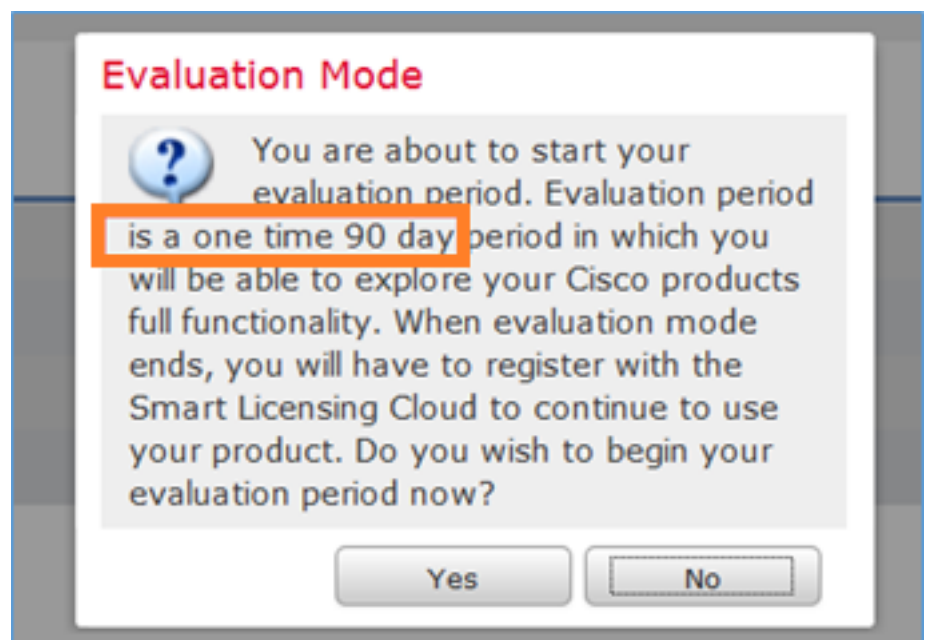 Evaluation Mode
You are about to start your
evaluation period. Evaluation period
is a one time 90 day period in which you
will be able to explore your Cisco products
full functionality. When evaluation mode
ends, you will have to register with the
Smart Licensing Cloud to continue to use
your product. Do you wish to begin your
evaluation period now?
Yes
No